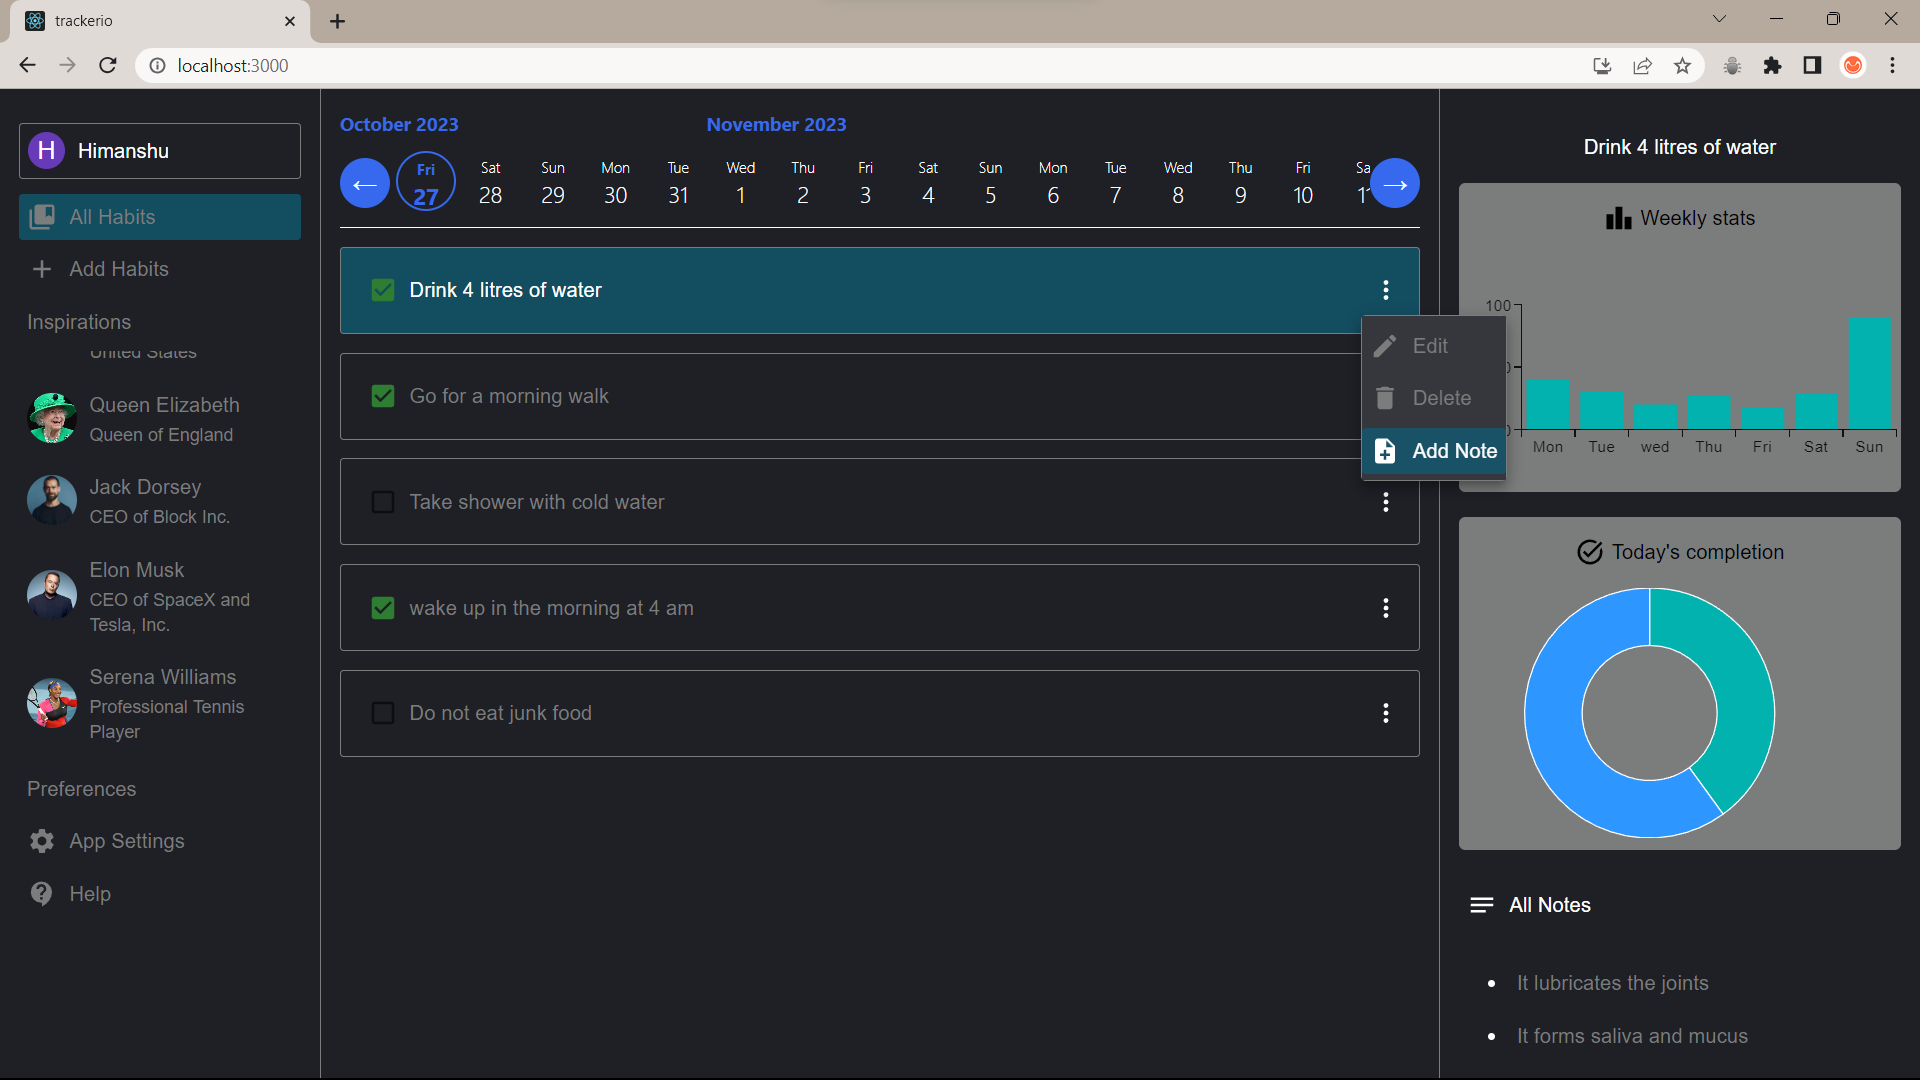 trackerio
localhost:3000
H Himanshu
All Habits
Add Habits
Inspirations
United States
Queen Elizabeth
Queen of England
Jack Dorsey
CEO of Block Inc.
Elon Musk
CEO of SpaceX and
Tesla, Inc.
Serena Williams
Professional Tennis
Player
Preferences
App Settings
Help
October 2023 November 2023
Fri Sat Sun Mon Tue Wed Thu Fri Sat Sun Mon Tue Wed Thu Fri Sa
← 27 28 29 30 31 1 2 3 4 5 6 7 8 9 10 11 →
Drink 4 litres of water
Go for a morning walk
Take shower with cold water
wake up in the morning at 4 am
Do not eat junk food
Edit
Delete
Add Note
Drink 4 litres of water
Weekly stats
100
0
0
Mon Tue wed Thu Fri Sat Sun
Today's completion
All Notes
• It lubricates the joints
• It forms saliva and mucus